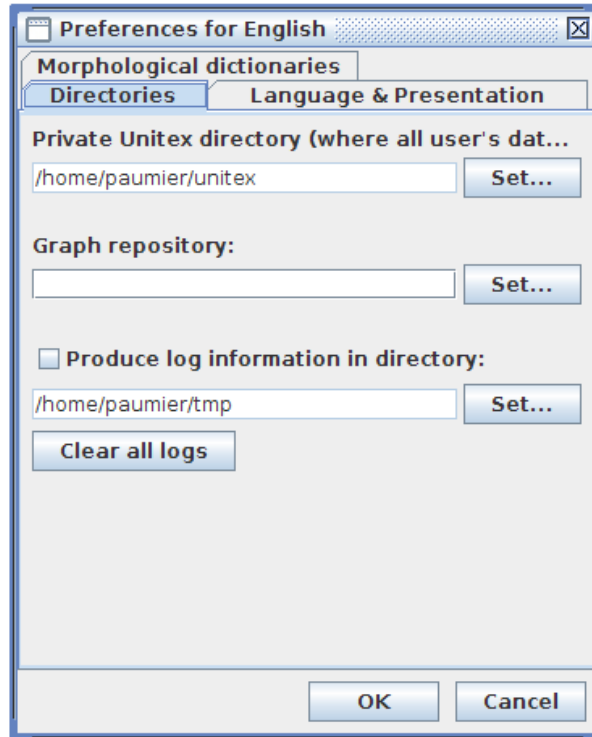 Preferences for English
Morphological dictionaries
Directories Language & Presentation
Private Unitex directory (where all user's dat...
/home/paumier/unitex Set...
Graph repository:
Set...
Produce log information in directory:
/home/paumier/tmp Set...
Clear all logs
OK Cancel